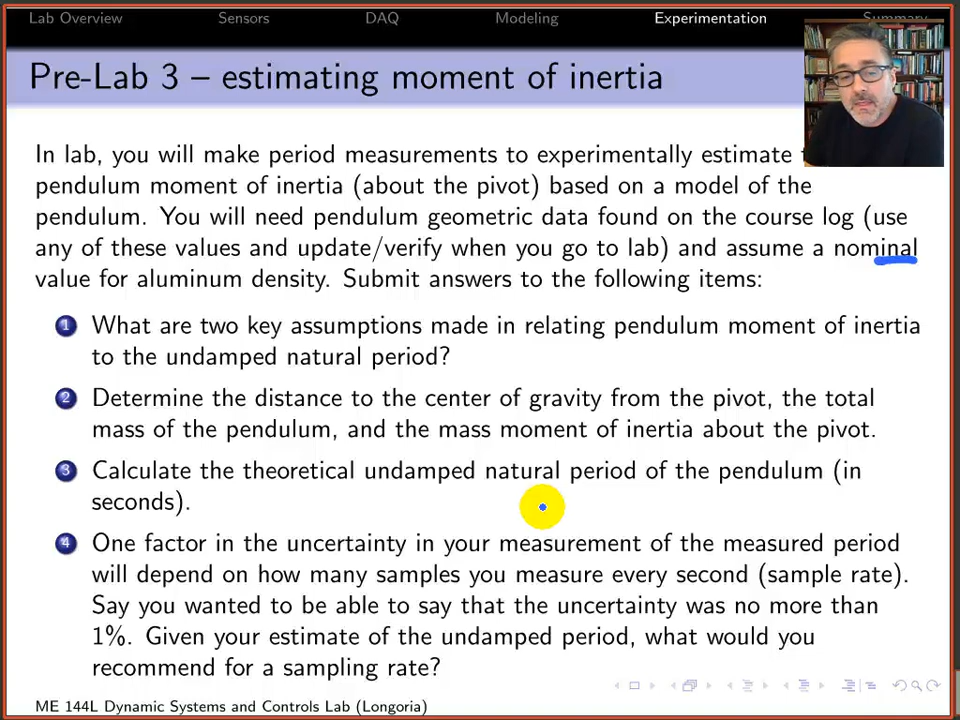 Lab Overview Sensors DAQ Modeling Experimentation Summary
Pre-Lab 3 – estimating moment of inertia
In lab, you will make period measurements to experimentally estimate
pendulum moment of inertia (about the pivot) based on a model of the
pendulum. You will need pendulum geometric data found on the course log (use
any of these values and update/verify when you go to lab) and assume a nominal
value for aluminum density. Submit answers to the following items:
1 What are two key assumptions made in relating pendulum moment of inertia
to the undamped natural period?
2 Determine the distance to the center of gravity from the pivot, the total
mass of the pendulum, and the mass moment of inertia about the pivot.
3 Calculate the theoretical undamped natural period of the pendulum (in
seconds).
4 One factor in the uncertainty in your measurement of the measured period
will depend on how many samples you measure every second (sample rate).
Say you wanted to be able to say that the uncertainty was no more than
1%. Given your estimate of the undamped period, what would you
recommend for a sampling rate?
ME 144L Dynamic Systems and Controls Lab (Longoria)